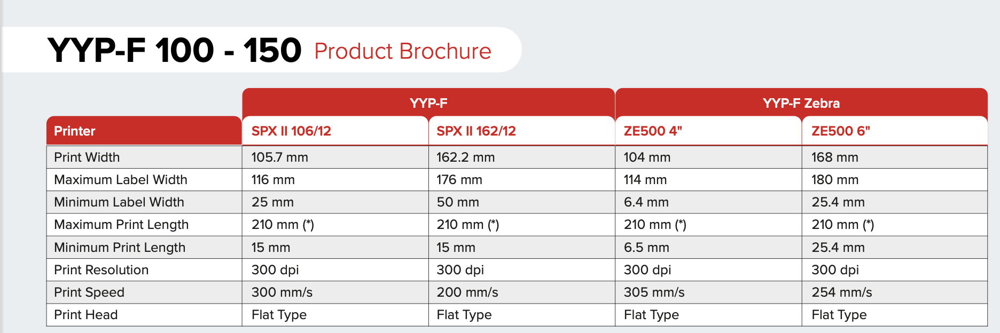 YYP-F 100 - 150 Product Brochure
YYP-F YYP-F Zebra
Printer SPX II 106/12 SPX II 162/12 ZE500 4" ZE500 6"
Print Width 105.7 mm 162.2 mm 104 mm 168 mm
Maximum Label Width 116 mm 176 mm 114 mm 180 mm
Minimum Label Width 25 mm 50 mm 6.4 mm 25.4 mm
Maximum Print Length 210 mm (*) 210 mm (*) 210 mm (*) 210 mm (*)
Minimum Print Length 15 mm 15 mm 6.5 mm 25.4 mm
Print Resolution 300 dpi 300 dpi 300 dpi 300 dpi
Print Speed 300 mm/s 200 mm/s 305 mm/s 254 mm/s
Print Head Flat Type Flat Type Flat Type Flat Type